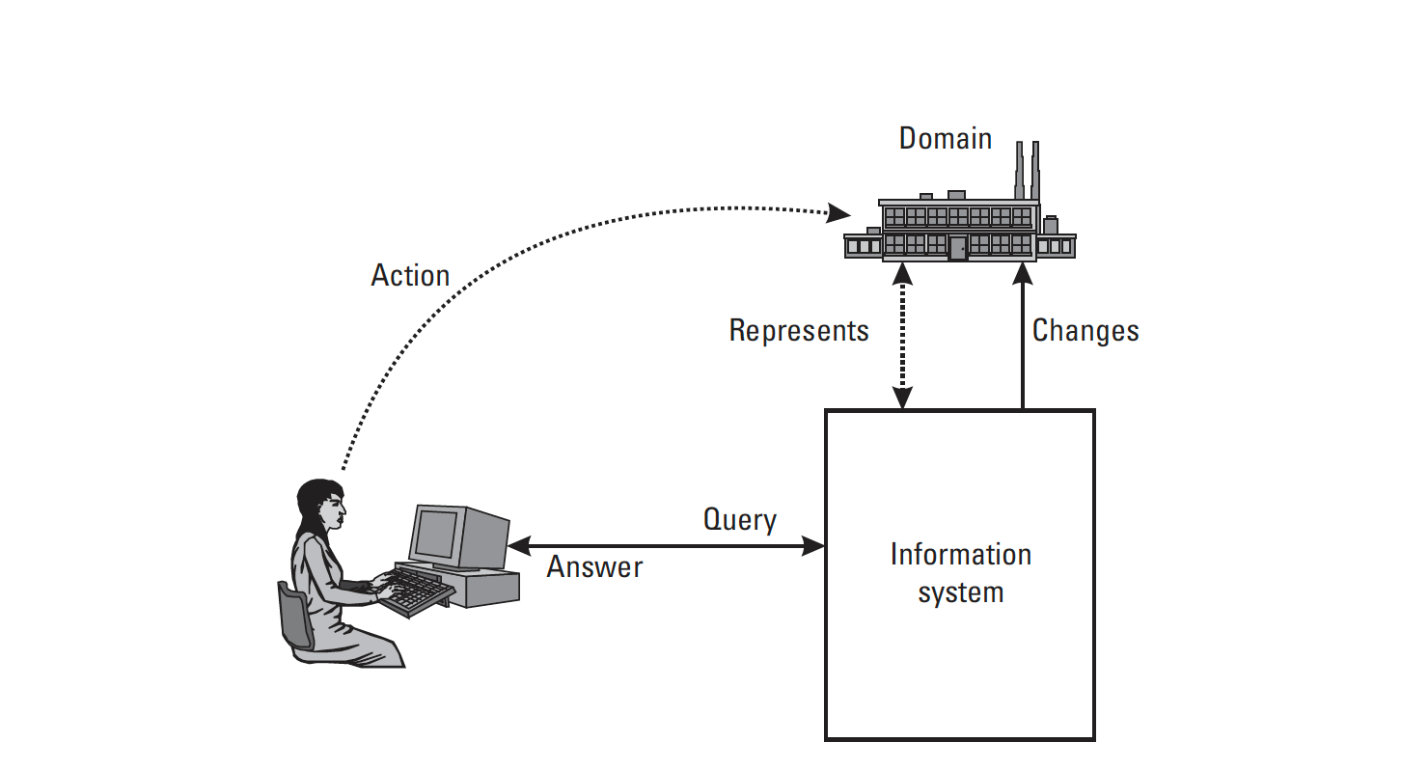 Domain
Action
Represents
Changes
Query
Answer
Information
system